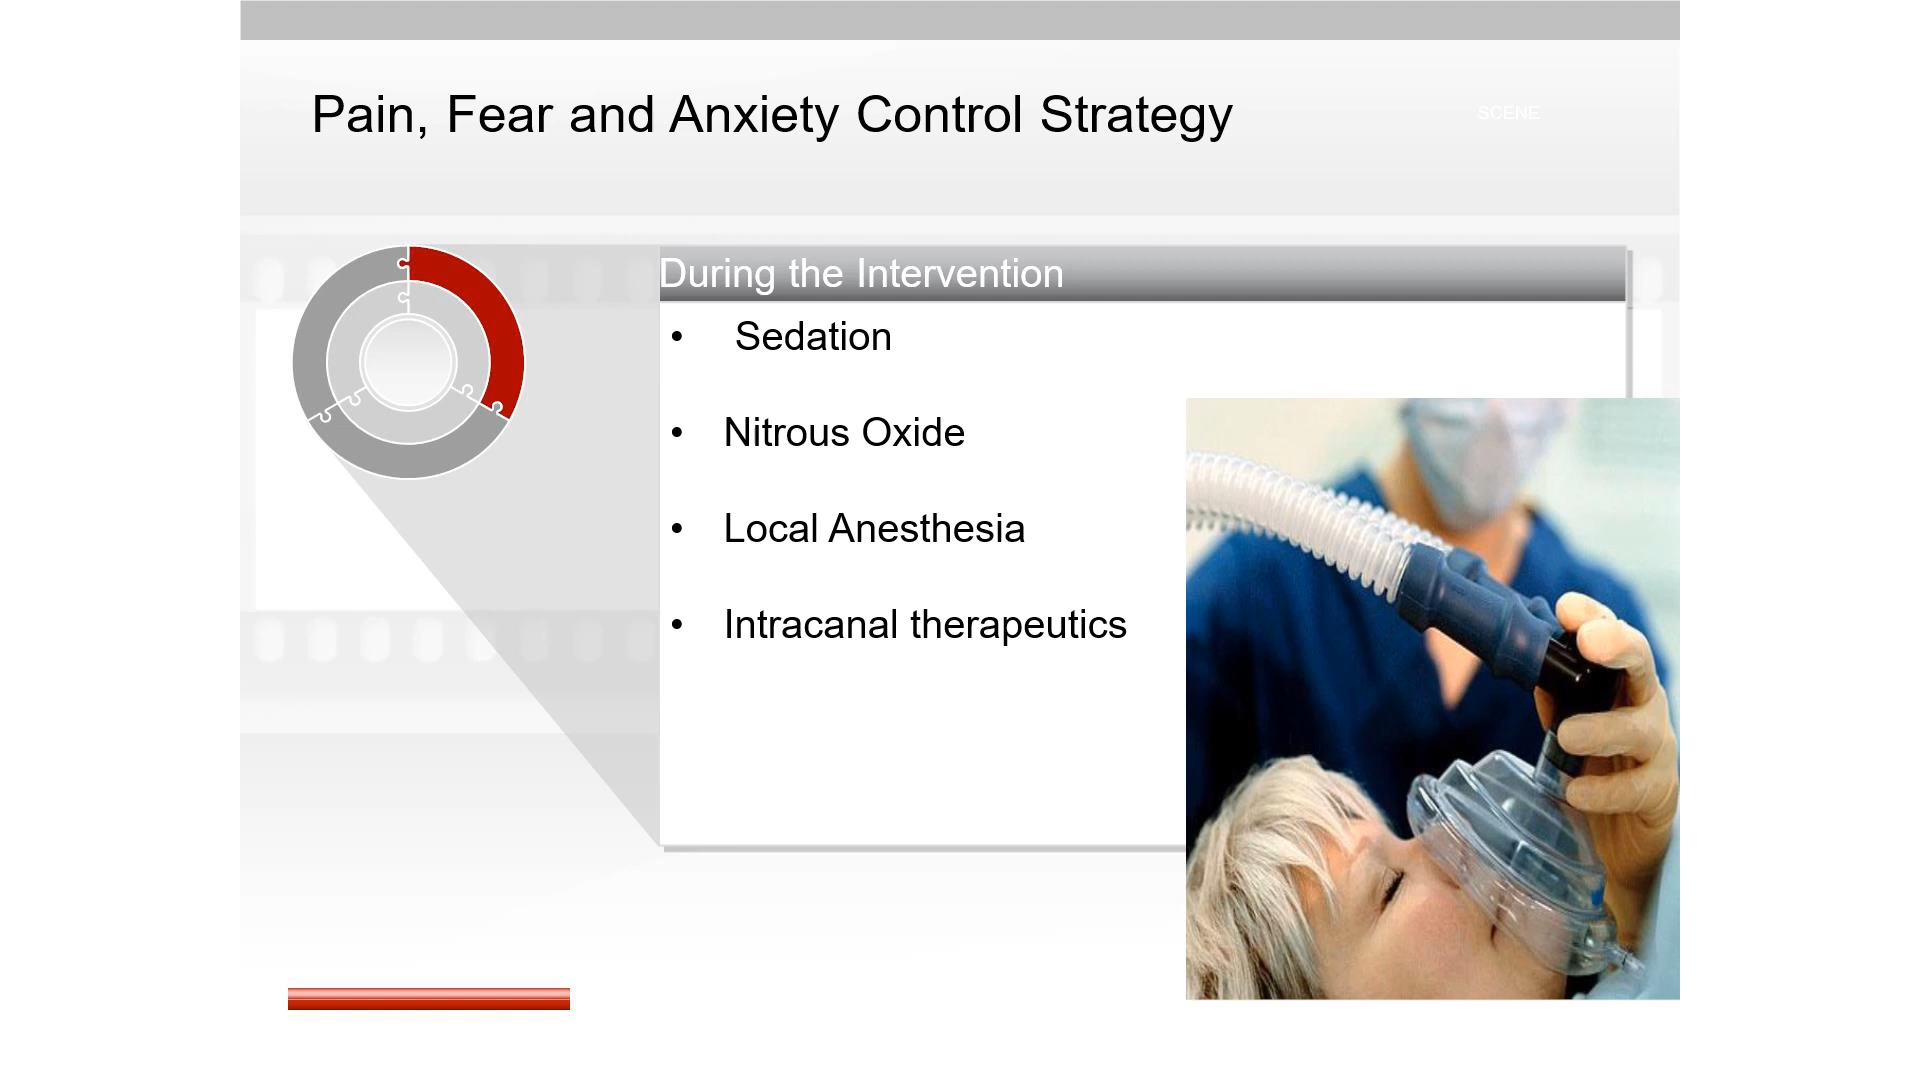 Pain, Fear and Anxiety Control Strategy
SCENE
During the Intervention
• Sedation
• Nitrous Oxide
• Local Anesthesia
• Intracanal therapeutics